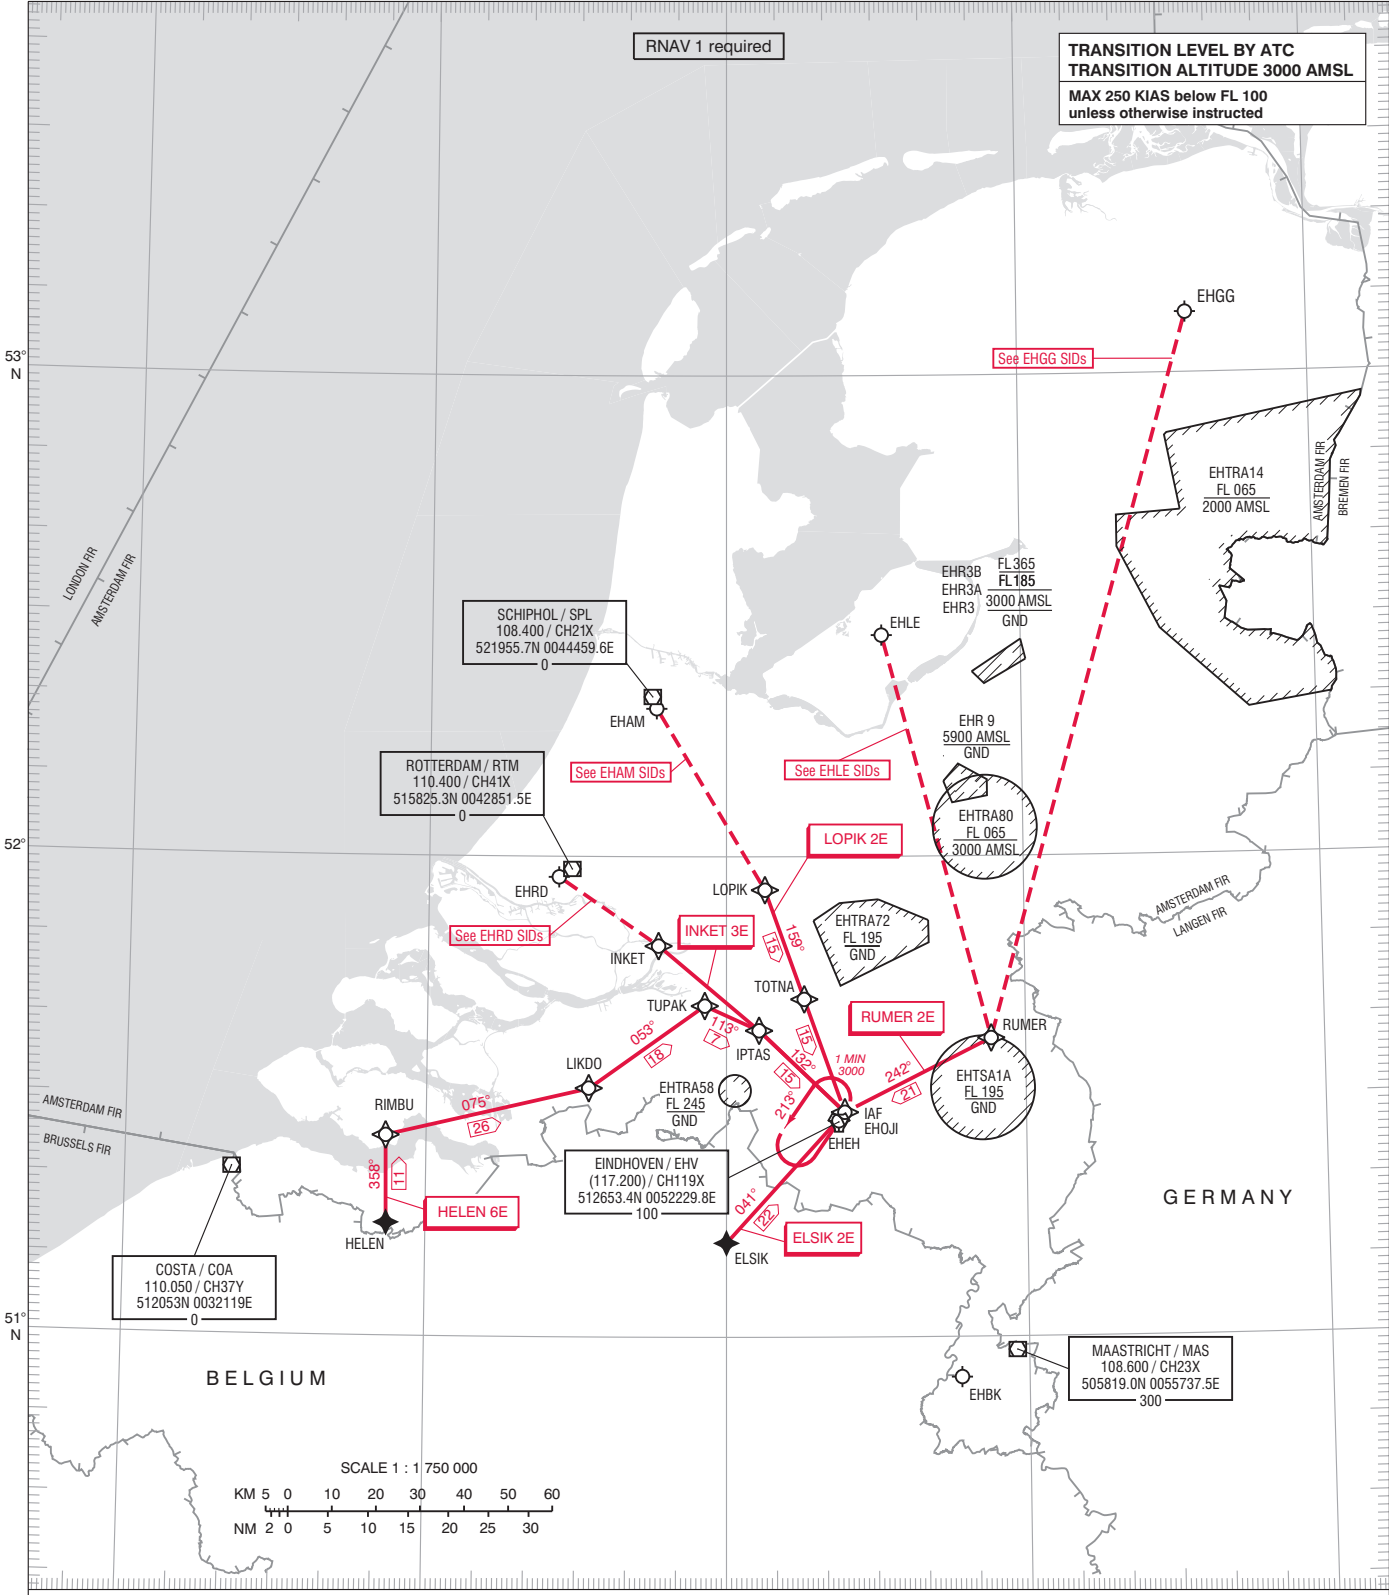 RNAV 1 required
TRANSITION LEVEL BY ATC
TRANSITION ALTITUDE 3000 AMSL
MAX 250 KIAS below FL 100
unless otherwise instructed
EHGG
See EHGG SIDs
53°
N
EHTRA14
FL 065
2000 AMSL
AMSTERDAM FIR
BREMEN FIR
LONDON FIR
AMSTERDAM FIR
EHR3B
EHR3A
EHR3
FL365
FL185
3000 AMSL
GND
SCHIPHOL / SPL
108.400 / CH21X
521955.7N 0044459.6E
0
EHLE
EHAM
EHR 9
5900 AMSL
GND
ROTTERDAM / RTM
110.400 / CH41X
515825.3N 0042851.5E
0
See EHAM SIDs
See EHLE SIDs
EHTRA80
FL 065
3000 AMSL
52°
N
LOPIK 2E
EHRD
LOPIK
AMSTERDAM FIR
LANGEN FIR
See EHRD SIDs
INKET 3E
EHTRA72
FL 195
GND
159°
15
INKET
TOTNA
TUPAK
RUMER 2E
RUMER
053°
18
113°
7
IPTAS
15
132°
15
1 MIN
3000
242°
21
LIKDO
EHTRA58
FL 245
GND
EHTSA1A
FL 195
GND
AMSTERDAM FIR
BRUSSELS FIR
RIMBU
075°
26
213°
IAF
EHOJI
EHEH
EINDHOVEN / EHV
(117.200) / CH119X
512653.4N 0052229.8E
100
358°
11
HELEN 6E
041°
22
GERMANY
HELEN
ELSIK 2E
ELSIK
COSTA / COA
110.050 / CH37Y
512053N 0032119E
0
51°
N
MAASTRICHT / MAS
108.600 / CH23X
505819.0N 0055737.5E
300
BELGIUM
EHBK
SCALE 1 : 1 750 000
KM 5 0 10 20 30 40 50 60
NM 2 0 5 10 15 20 25 30